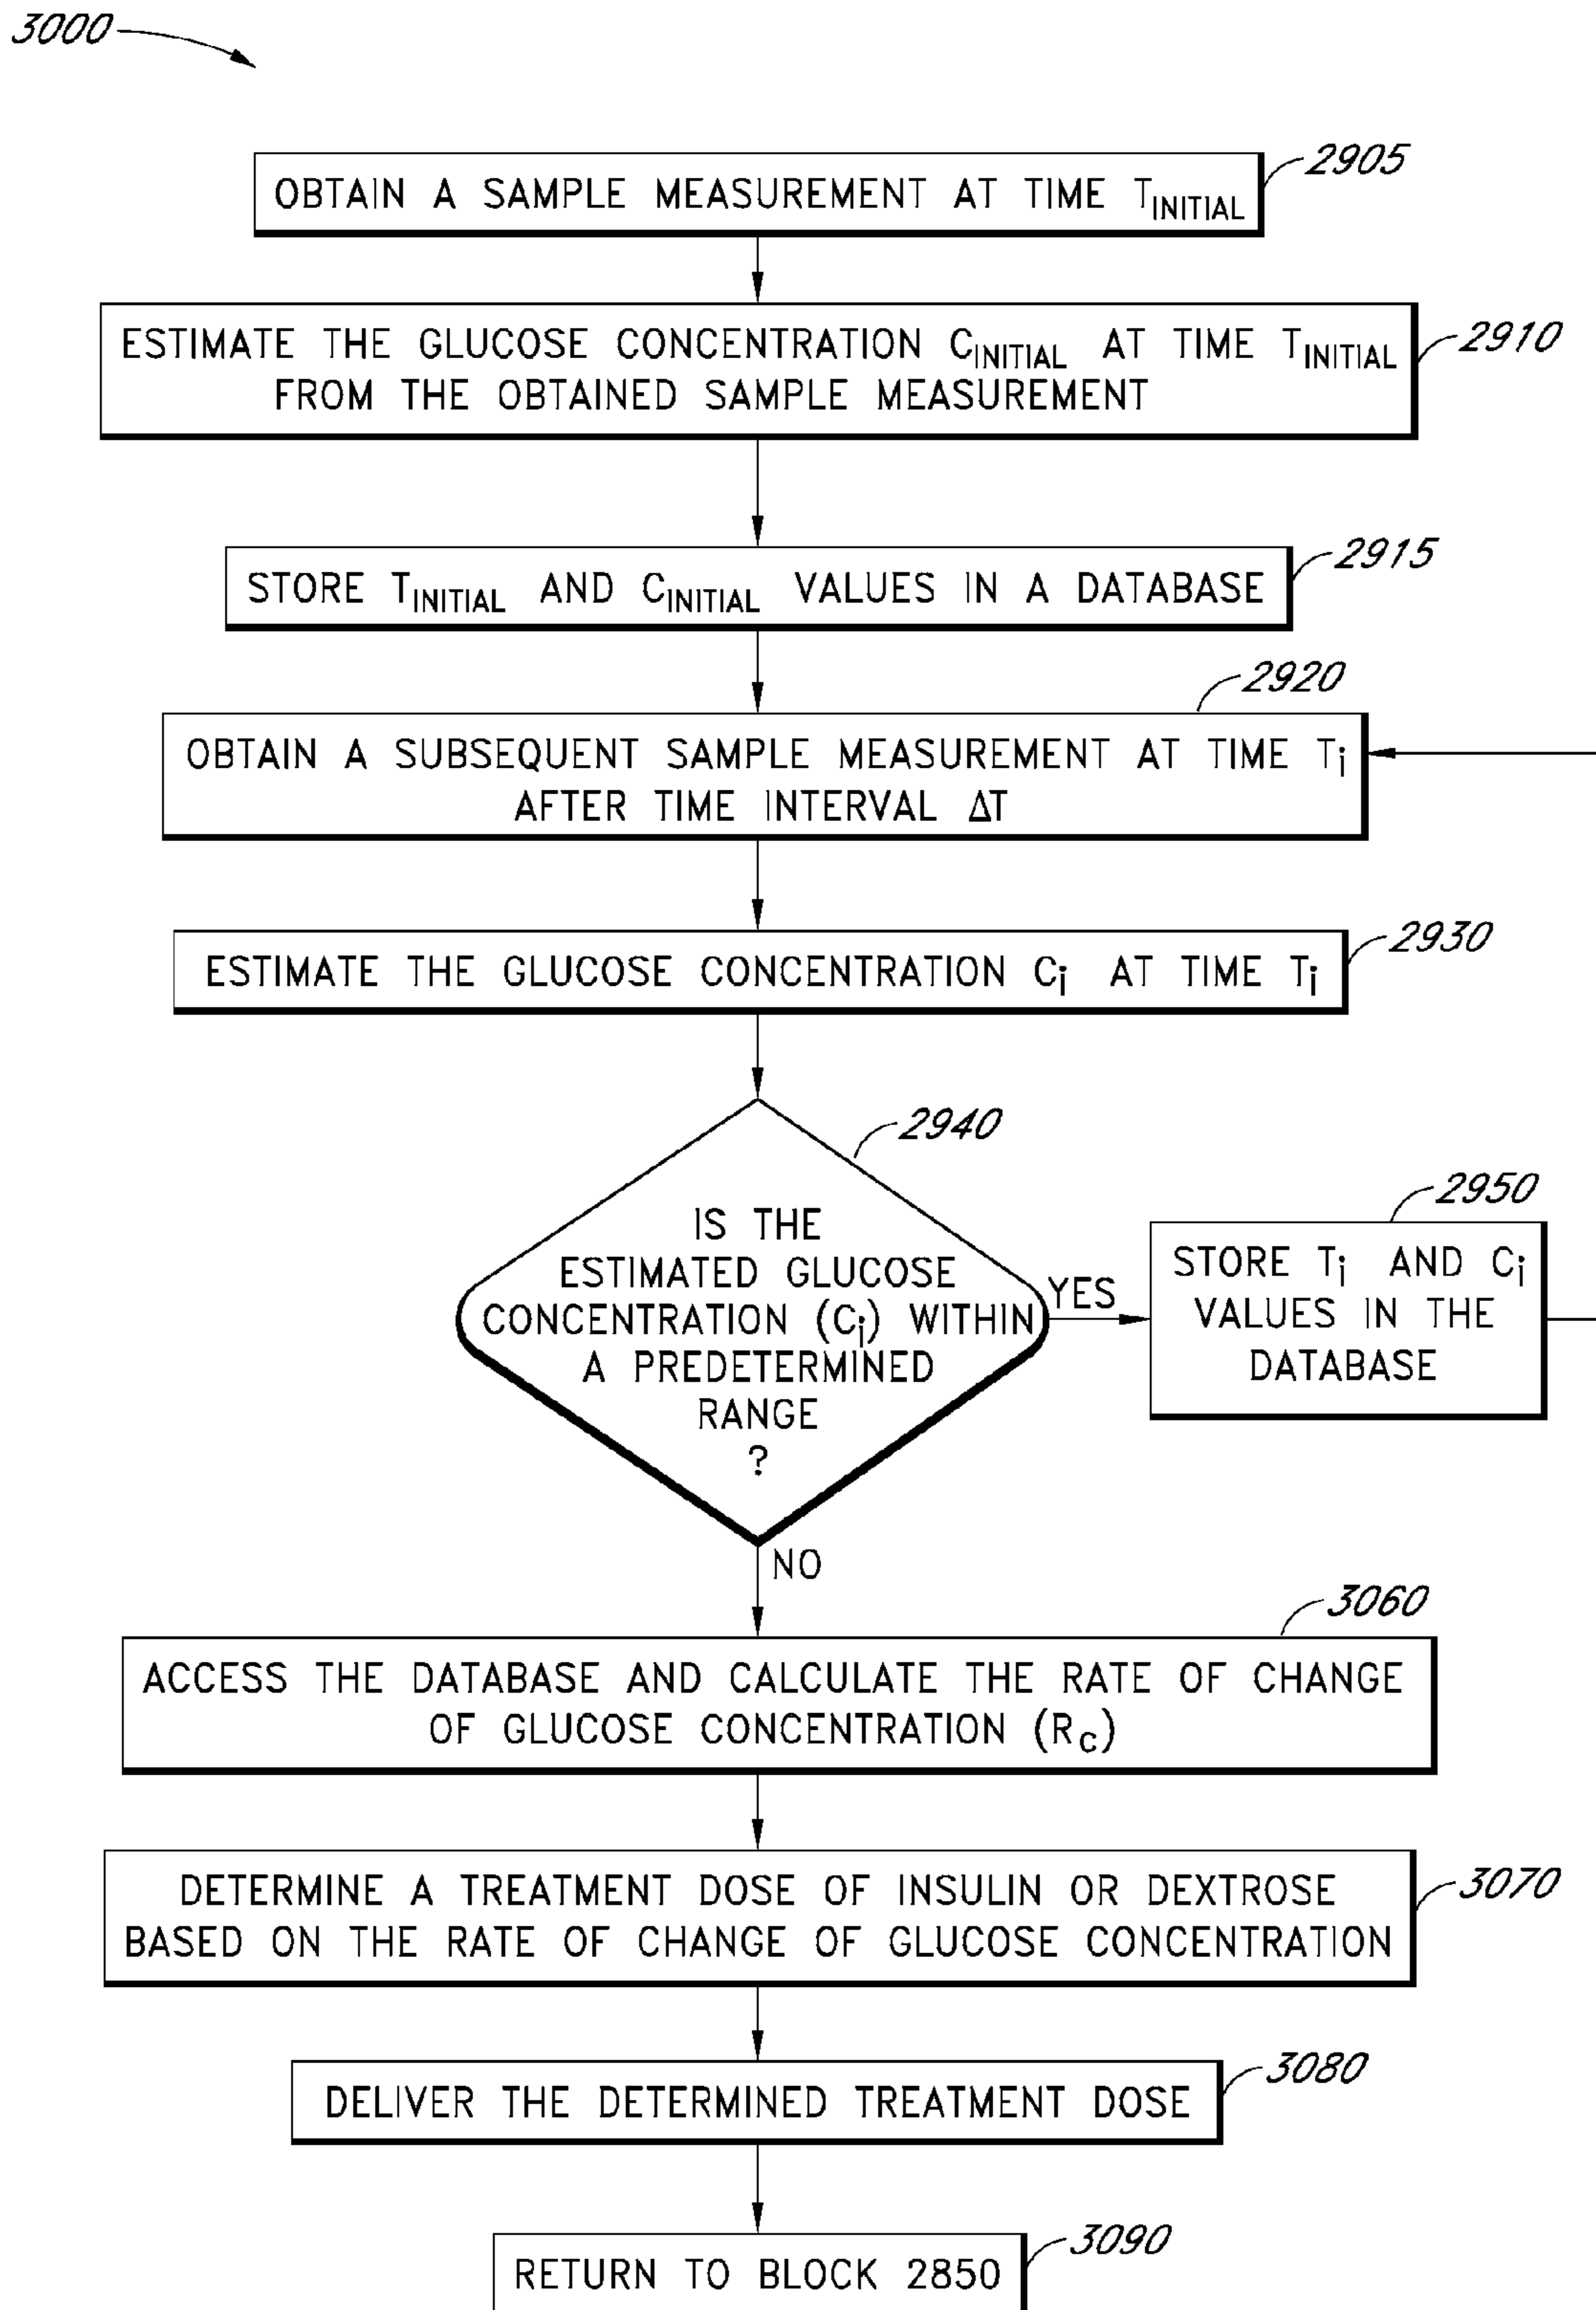 3000
2905
OBTAIN A SAMPLE MEASUREMENT AT TIME TINITIAL
2910
ESTIMATE THE GLUCOSE CONCENTRATION CINITIAL AT TIME TINITIAL
FROM THE OBTAINED SAMPLE MEASUREMENT
2915
STORE TINITIAL AND CINITIAL VALUES IN A DATABASE
2920
OBTAIN A SUBSEQUENT SAMPLE MEASUREMENT AT TIME Ti
AFTER TIME INTERVAL ΔT
2930
ESTIMATE THE GLUCOSE CONCENTRATION Ci AT TIME Ti
2940
IS THE
ESTIMATED GLUCOSE
CONCENTRATION (Ci) WITHIN
A PREDETERMINED
RANGE
?
YES
2950
STORE Ti AND Ci
VALUES IN THE
DATABASE
NO
3060
ACCESS THE DATABASE AND CALCULATE THE RATE OF CHANGE
OF GLUCOSE CONCENTRATION (RC)
3070
DETERMINE A TREATMENT DOSE OF INSULIN OR DEXTROSE
BASED ON THE RATE OF CHANGE OF GLUCOSE CONCENTRATION
3080
DELIVER THE DETERMINED TREATMENT DOSE
3090
RETURN TO BLOCK 2850